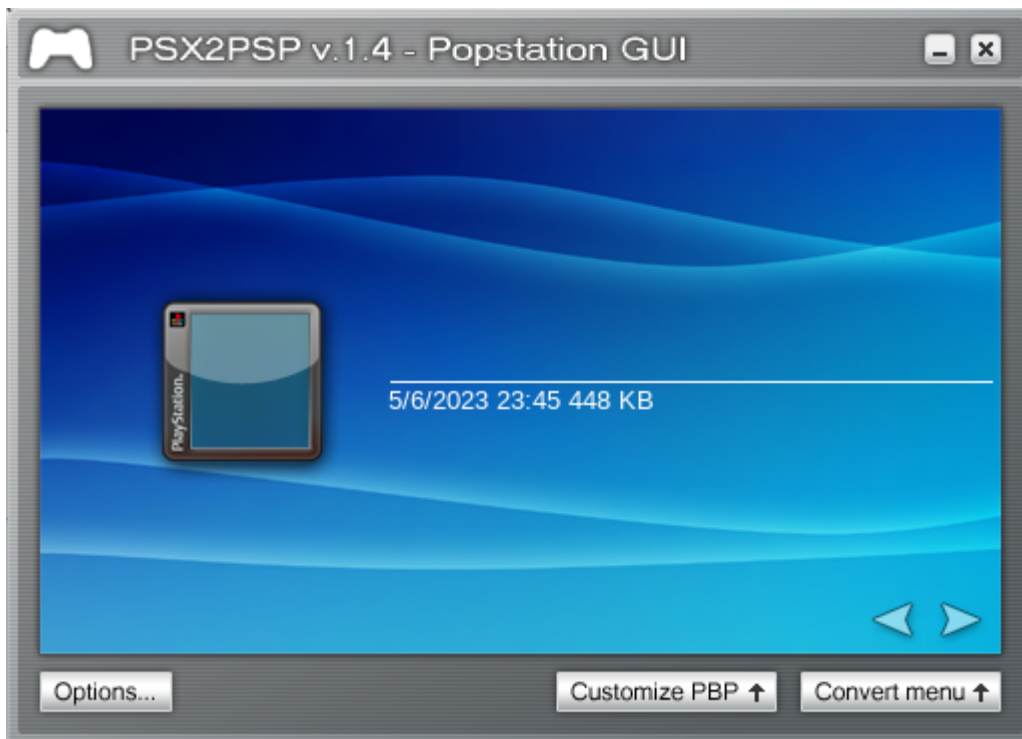 PSX2PSP v.1.4 - Popstation GUI
PlayStation.
5/6/2023 23:45 448 KB
Options...
Customize PBP ↑
Convert menu ↑